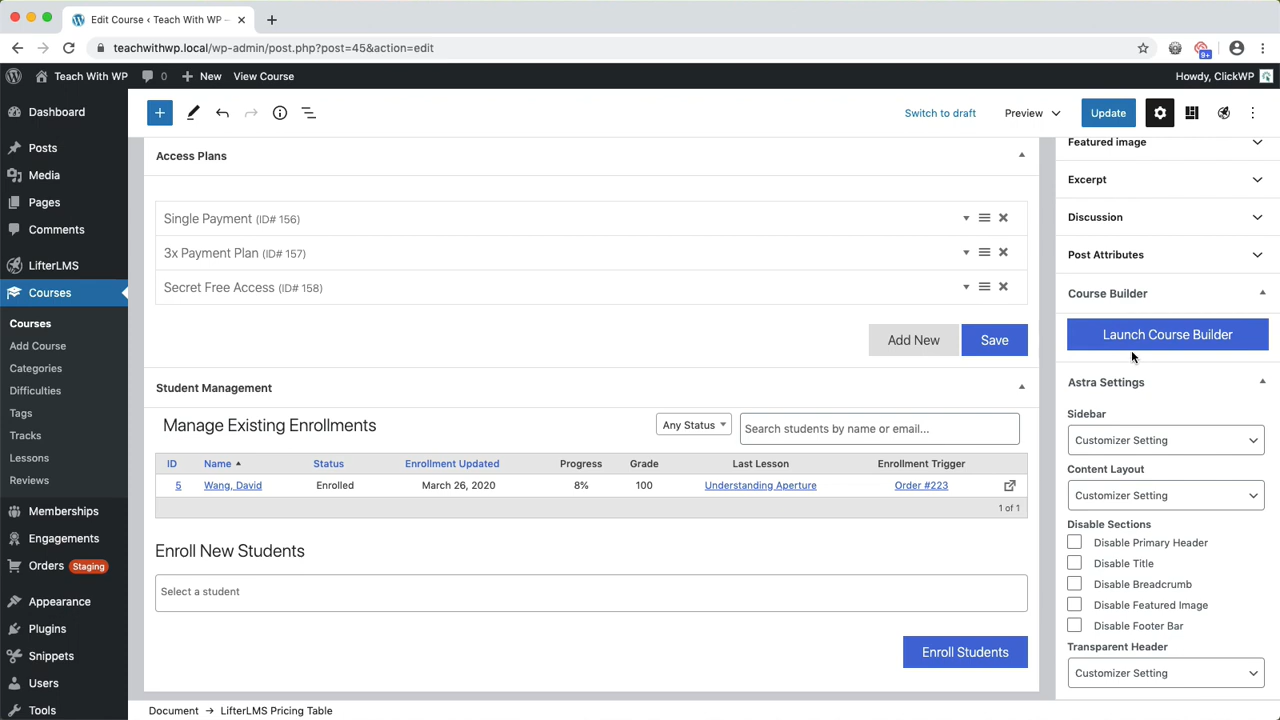 Edit Course ‹ Teach With WP –
teachwithwp.local/wp-admin/post.php?post=45&action=edit
9+
Teach With WP 0 New View Course Howdy, ClickWP
Dashboard
Posts
Media
Pages
Comments
LifterLMS
Courses
Courses
Add Course
Categories
Difficulties
Tags
Tracks
Lessons
Reviews
Memberships
Engagements
Orders Staging
Appearance
Plugins
Snippets
Users
Tools
Switch to draft Preview Update
Access Plans
Single Payment (ID# 156)
3x Payment Plan (ID# 157)
Secret Free Access (ID# 158)
Add New Save
Student Management
Manage Existing Enrollments Any Status Search students by name or email...
ID Name Status Enrollment Updated Progress Grade Last Lesson Enrollment Trigger
5 Wang, David Enrolled March 26, 2020 8% 100 Understanding Aperture Order #223
1 of 1
Enroll New Students
Select a student
Enroll Students
Document → LifterLMS Pricing Table
Featured image
Excerpt
Discussion
Post Attributes
Course Builder
Launch Course Builder
Astra Settings
Sidebar
Customizer Setting
Content Layout
Customizer Setting
Disable Sections
Disable Primary Header
Disable Title
Disable Breadcrumb
Disable Featured Image
Disable Footer Bar
Transparent Header
Customizer Setting